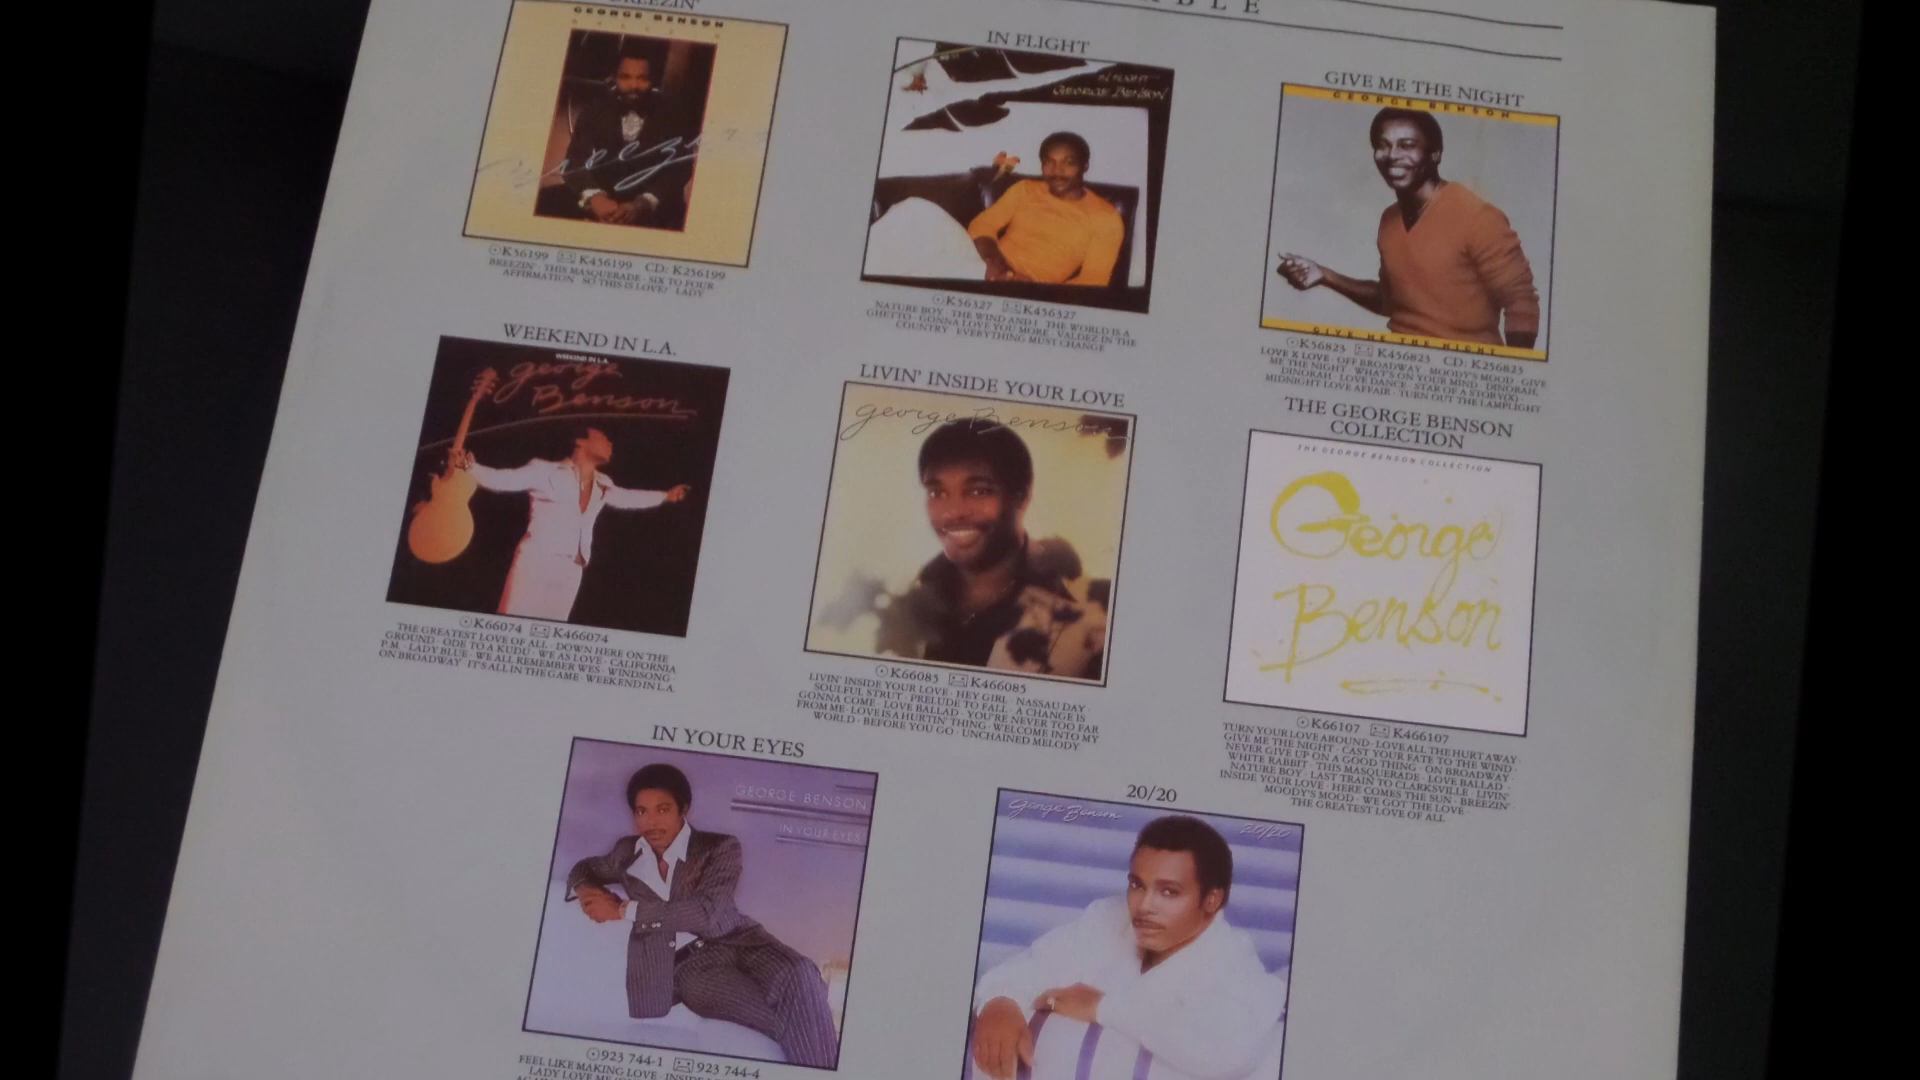 BREEZIN'
GEORGE BENSON
Breezin'
⊙K56199 K456199 CD: K256199
BREEZIN' · THIS MASQUERADE · SIX TO FOUR
AFFIRMATION · SO THIS IS LOVE? · LADY
IN FLIGHT
IN FLIGHT
GEORGE BENSON
⊙K56327 K456327
NATURE BOY · THE WIND AND I · THE WORLD IS A
GHETTO · GONNA LOVE YOU MORE · VALDEZ IN THE
COUNTRY · EVERYTHING MUST CHANGE
GIVE ME THE NIGHT
GEORGE BENSON
GIVE ME THE NIGHT
⊙K56823 K456823 CD: K256823
LOVE X LOVE · OFF BROADWAY · MOODY'S MOOD · GIVE
ME THE NIGHT · WHAT'S ON YOUR MIND · DINORAH,
DINORAH · LOVE DANCE · STAR OF A STORY(X) ·
MIDNIGHT LOVE AFFAIR · TURN OUT THE LAMPLIGHT
WEEKEND IN L.A.
WEEKEND IN L.A.
george
Benson
⊙K66074 K466074
THE GREATEST LOVE OF ALL · DOWN HERE ON THE
GROUND · ODE TO A KUDU · WE AS LOVE · CALIFORNIA
P.M. · LADY BLUE · WE ALL REMEMBER WES · WINDSONG ·
ON BROADWAY · IT'S ALL IN THE GAME · WEEKEND IN L.A.
LIVIN' INSIDE YOUR LOVE
george Benson
⊙K66085 K466085
LIVIN' INSIDE YOUR LOVE · HEY GIRL · NASSAU DAY ·
SOULFUL STRUT · PRELUDE TO FALL · A CHANGE IS
GONNA COME · LOVE BALLAD · YOU'RE NEVER TOO FAR
FROM ME · LOVE IS A HURTIN' THING · WELCOME INTO MY
WORLD · BEFORE YOU GO · UNCHAINED MELODY
THE GEORGE BENSON
COLLECTION
THE GEORGE BENSON COLLECTION
George
Benson
⊙K66107 K466107
TURN YOUR LOVE AROUND · LOVE ALL THE HURT AWAY ·
GIVE ME THE NIGHT · CAST YOUR FATE TO THE WIND ·
NEVER GIVE UP ON A GOOD THING · ON BROADWAY ·
WHITE RABBIT · THIS MASQUERADE · LOVE BALLAD ·
NATURE BOY · LAST TRAIN TO CLARKSVILLE · LIVIN'
INSIDE YOUR LOVE · HERE COMES THE SUN · BREEZIN' ·
MOODY'S MOOD · WE GOT THE LOVE ·
THE GREATEST LOVE OF ALL
IN YOUR EYES
GEORGE BENSON
IN YOUR EYES
⊙923 744-1 923 744-4
FEEL LIKE MAKING LOVE · INSIDE
LADY LOVE ME
20/20
George Benson
20/20